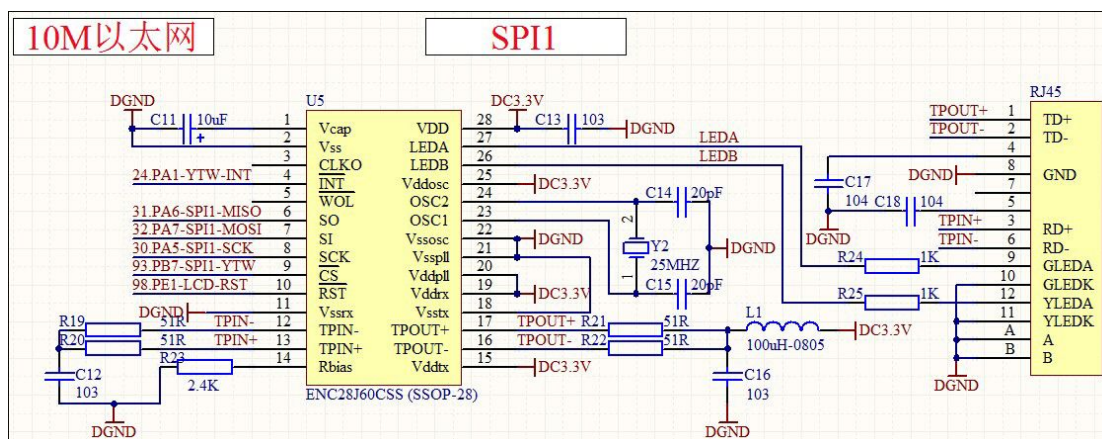 10M以太网
SPI1
U5
RJ45
DGND
C11
10uF
+
DC3.3V
C13
103
DGND
1
Vcap
VDD
28
2
Vss
LEDA
27
LEDA
3
CLKO
LEDB
26
LEDB
24.PA1-YTW-INT
4
INT
Vddosc
25
DC3.3V
5
WOL
OSC2
24
C14
20pF
31.PA6-SPI1-MISO
6
SO
OSC1
23
32.PA7-SPI1-MOSI
7
SI
Vssosc
22
DGND
30.PA5-SPI1-SCK
8
SCK
Vsspll
21
93.PB7-SPI1-YTW
9
CS
Vddpll
20
98.PE1-LCD-RST
10
RST
Vddrx
19
DC3.3V
DGND
11
Vssrx
Vsstx
18
R19
51R
TPIN-
12
TPIN-
TPOUT+
17
TPOUT+
R21
51R
R20
51R
TPIN+
13
TPIN+
TPOUT-
16
TPOUT-
R22
51R
R23
2.4K
14
Rbias
Vddtx
15
DC3.3V
C12
103
DGND
ENC28J60CSS (SSOP-28)
2
Y2
25MHZ
1
DGND
C15
20pF
L1
100uH-0805
DC3.3V
C16
103
DGND
TPOUT+
1
TD+
TPOUT-
2
TD-
4
DGND
8
GND
7
C17
104
C18
104
5
DGND
TPIN+
3
RD+
TPIN-
6
RD-
R24
1K
9
GLEDA
10
GLEDK
R25
1K
12
YLEDA
11
YLEDK
A
A
B
B
DGND